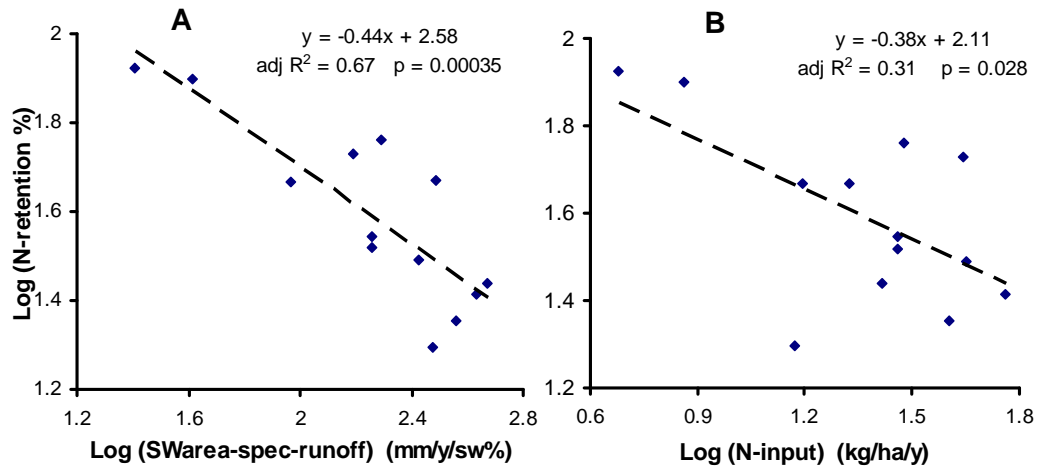 A
y = -0.44x + 2.58
adj R² = 0.67 p = 0.00035
2
1.8
1.6
1.4
1.2
Log (N-retention %)
1.2
1.6
2
2.4
2.8
Log (SWarea-spec-runoff) (mm/y/sw%)
B
y = -0.38x + 2.11
adj R² = 0.31 p = 0.028
2
1.8
1.6
1.4
1.2
0.6
0.9
1.2
1.5
1.8
Log (N-input) (kg/ha/y)